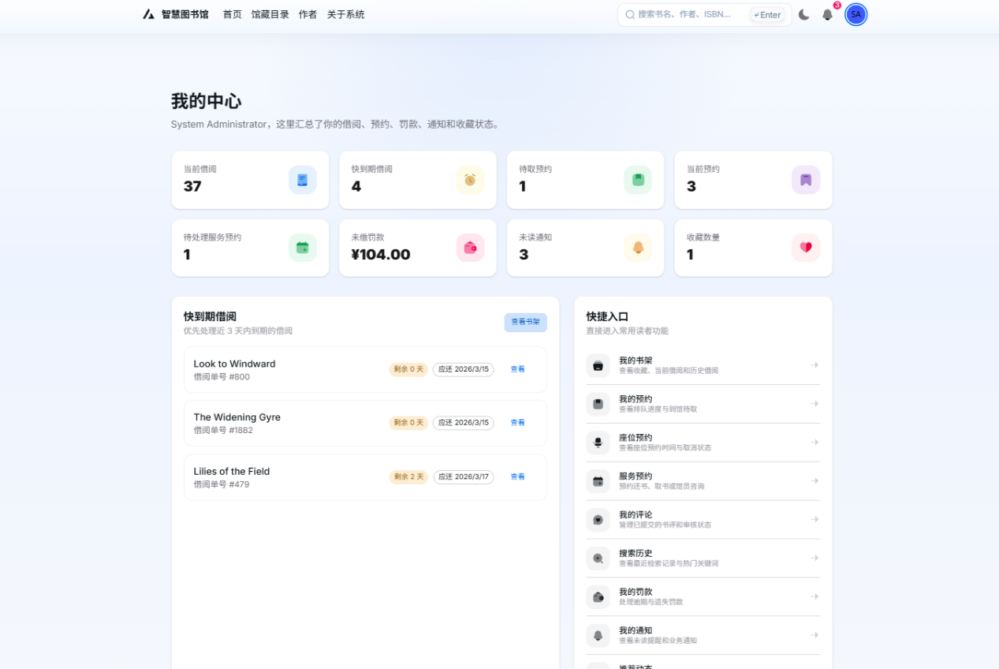 智慧图书馆 首页 馆藏目录 作者 关于系统 搜索书名、作者、ISBN... ↵Enter 3 SA
我的中心
System Administrator，这里汇总了你的借阅、预约、罚款、通知和收藏状态。
当前借阅
37
快到期借阅
4
待取预约
1
当前预约
3
待处理服务预约
1
未缴罚款
¥104.00
未读通知
3
收藏数量
1
快到期借阅
优先处理近 3 天内到期的借阅
查看书架
Look to Windward
借阅单号 #800
剩余 0 天 应还 2026/3/15 查看
The Widening Gyre
借阅单号 #1882
剩余 0 天 应还 2026/3/15 查看
Lilies of the Field
借阅单号 #479
剩余 2 天 应还 2026/3/17 查看
快捷入口
直接进入常用读者功能
我的书架
查看收藏、当前借阅和历史借阅
我的预约
查看排队进度与到馆待取
座位预约
查看座位预约时间与取消状态
服务预约
预约还书、取书或馆员咨询
我的评论
管理已提交的书评和审核状态
搜索历史
查看最近检索记录与热门关键词
我的罚款
处理逾期与遗失罚款
我的通知
查看未读提醒和业务通知
推荐动态